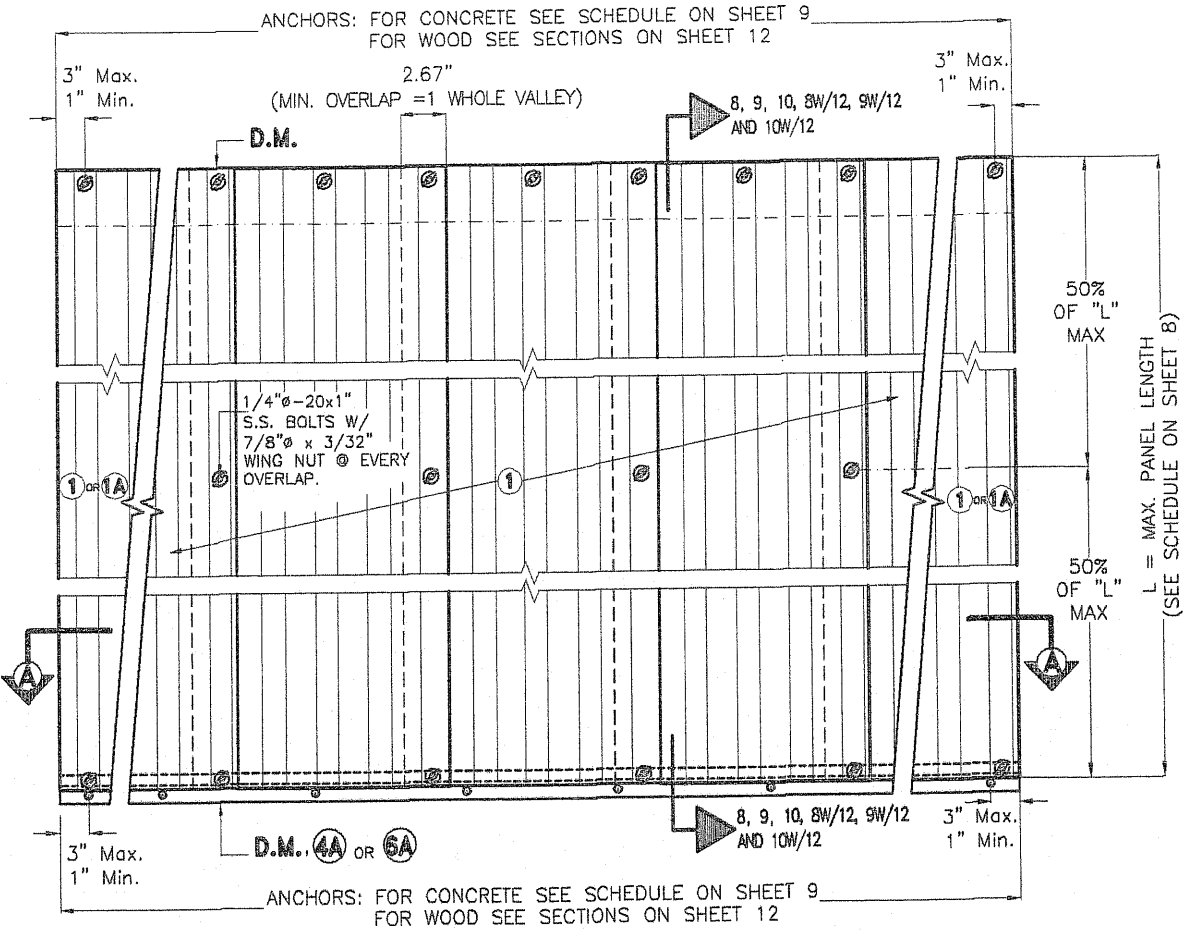 ANCHORS: FOR CONCRETE SEE SCHEDULE ON SHEET 9
FOR WOOD SEE SECTIONS ON SHEET 12
3" Max.
1" Min.
2.67"
(MIN. OVERLAP =1 WHOLE VALLEY)
3" Max.
1" Min.
8, 9, 10, 8W/12, 9W/12
AND 10W/12
D.M.
50%
OF "L"
MAX
L = MAX. PANEL LENGTH
(SEE SCHEDULE ON SHEET 8)
1/4"ø-20x1"
S.S. BOLTS W/
7/8"ø x 3/32"
WING NUT @ EVERY
OVERLAP.
1 OR 1A
1
1 OR 1A
50%
OF "L"
MAX
A
A
8, 9, 10, 8W/12, 9W/12
AND 10W/12
3" Max.
1" Min.
D.M., 4A OR 6A
3" Max.
1" Min.
ANCHORS: FOR CONCRETE SEE SCHEDULE ON SHEET 9
FOR WOOD SEE SECTIONS ON SHEET 12